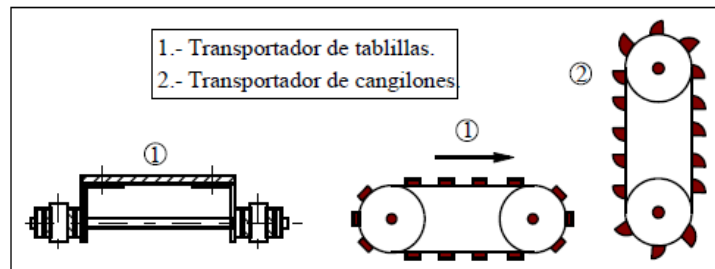 1.- Transportador de tablillas.
2.- Transportador de cangilones.
②
①
①